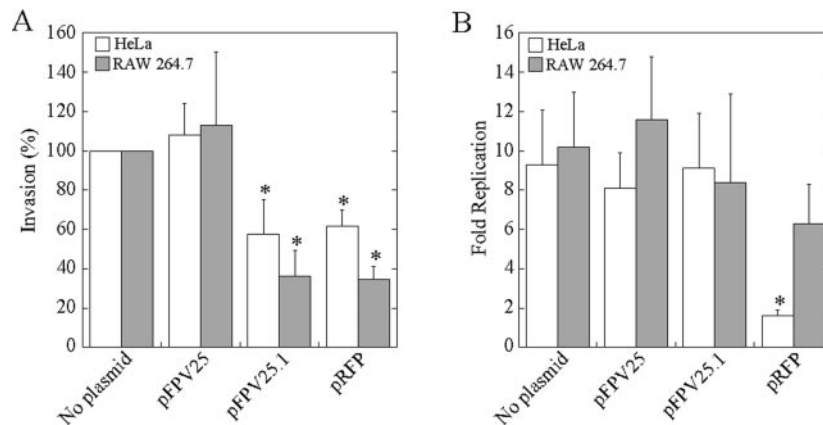 A
HeLa
RAW 264.7
Invasion (%)
160
140
120
100
80
60
40
20
0
*
*
*
*
No plasmid
pFPV25
pFPV25.1
pRFP
B
HeLa
RAW 264.7
Fold Replication
16
14
12
10
8
6
4
2
0
*
No plasmid
pFPV25
pFPV25.1
pRFP